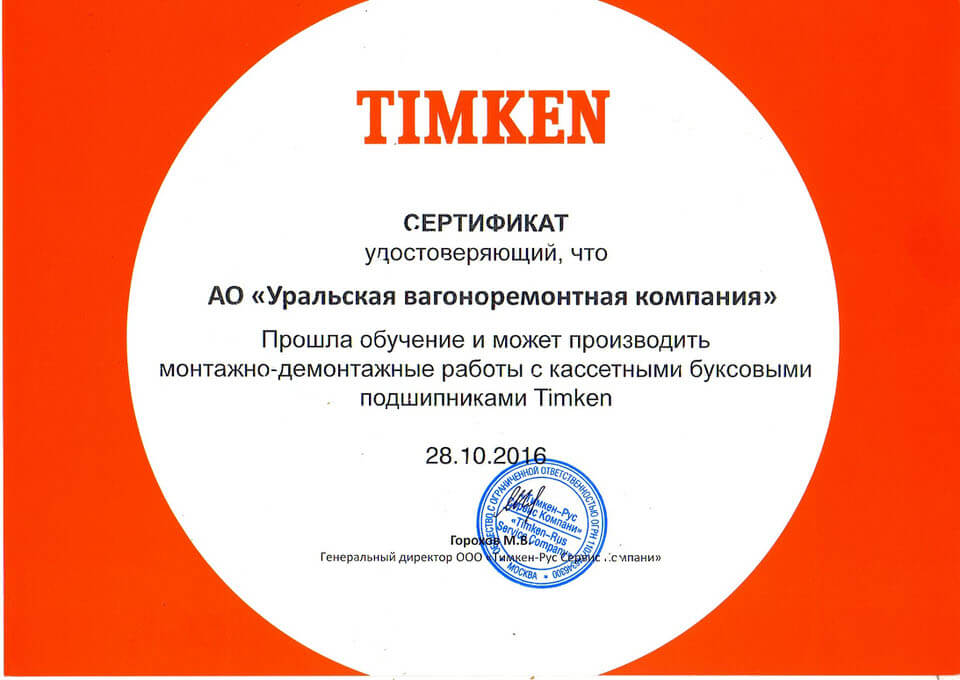 TIMKEN
СЕРТИФИКАТ
удостоверяющий, что
АО «Уральская вагоноремонтная компания»
Прошла обучение и может производить
монтажно-демонтажные работы с кассетными буксовыми
подшипниками Timken
28.10.2016
ОБЩЕСТВО С ОГРАНИЧЕННОЙ ОТВЕТСТВЕННОСТЬЮ ОГРН
МОСКВА
«Тимкен-Рус
Сервис Компани»
«Timken-Rus
Service Company»
Горохов М.В.
Генеральный директор ООО «Тимкен-Рус Сервис Компани»